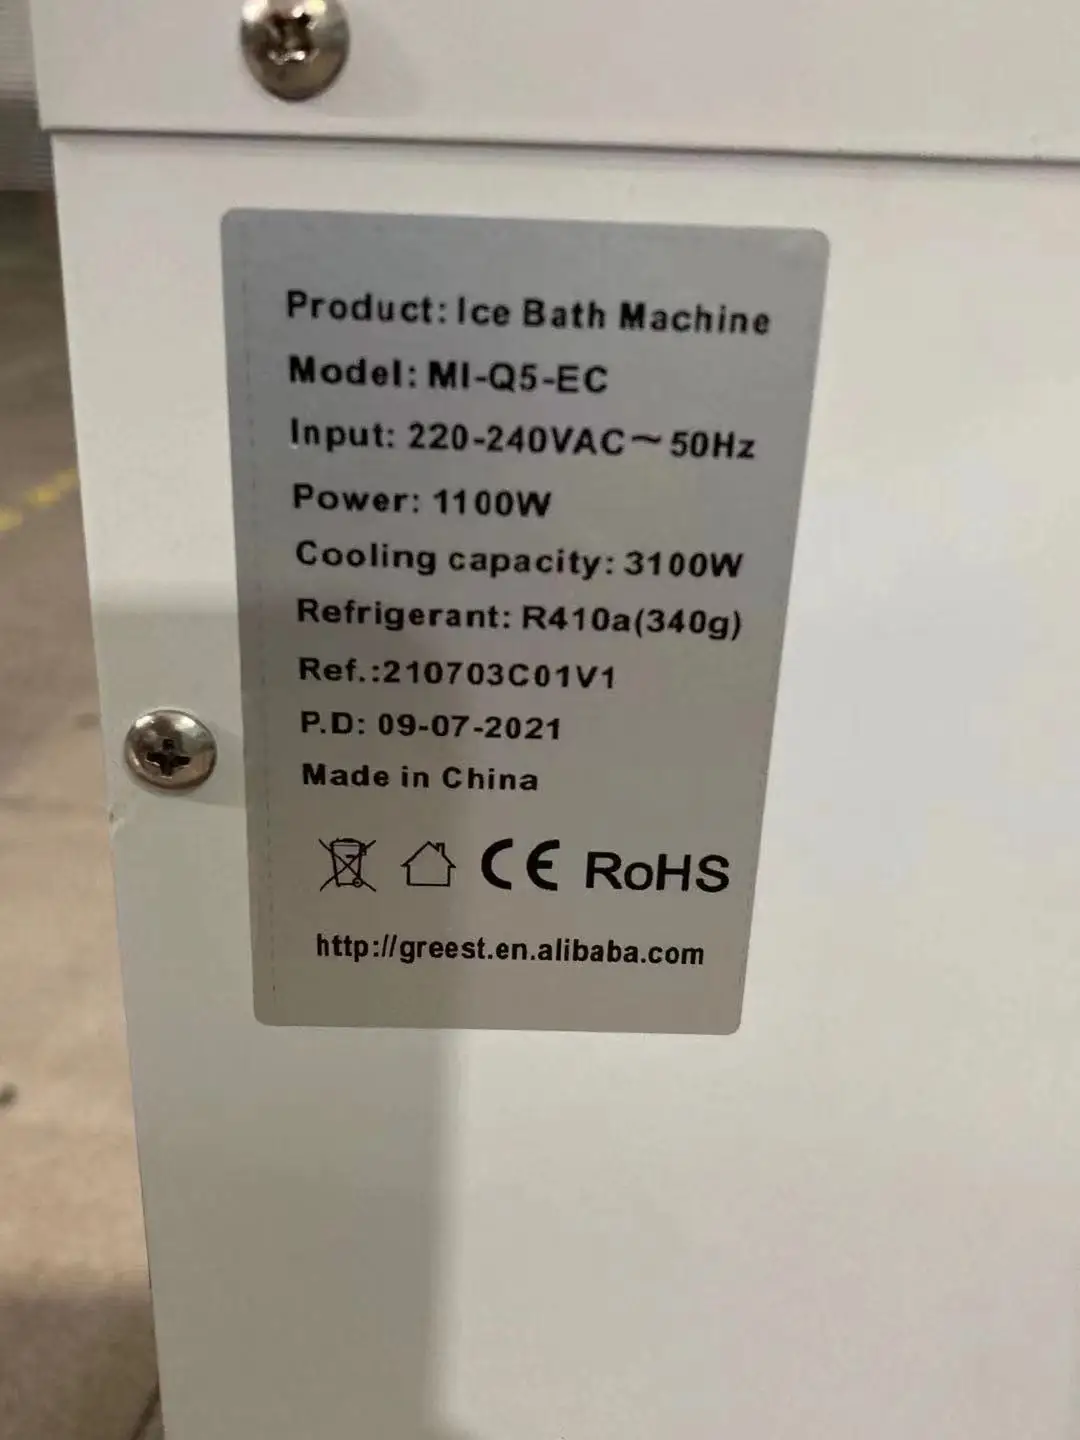 Product: Ice Bath Machine
Model: MI-Q5-EC
Input: 220-240VAC～50Hz
Power: 1100W
Cooling capacity: 3100W
Refrigerant: R410a(340g)
Ref.:210703C01V1
P.D: 09-07-2021
Made in China
CE RoHS
http://greest.en.alibaba.com